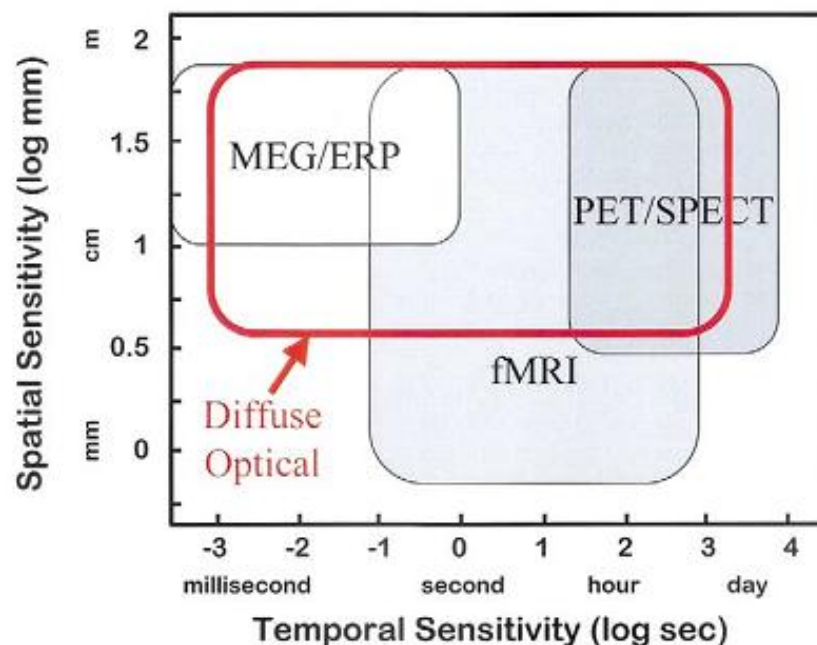 Spatial Sensitivity (log mm)
m
cm
mm
2
1.5
1
0.5
0
MEG/ERP
PET/SPECT
fMRI
Diffuse
Optical
-3 -2 -1 0 1 2 3 4
millisecond second hour day
Temporal Sensitivity (log sec)